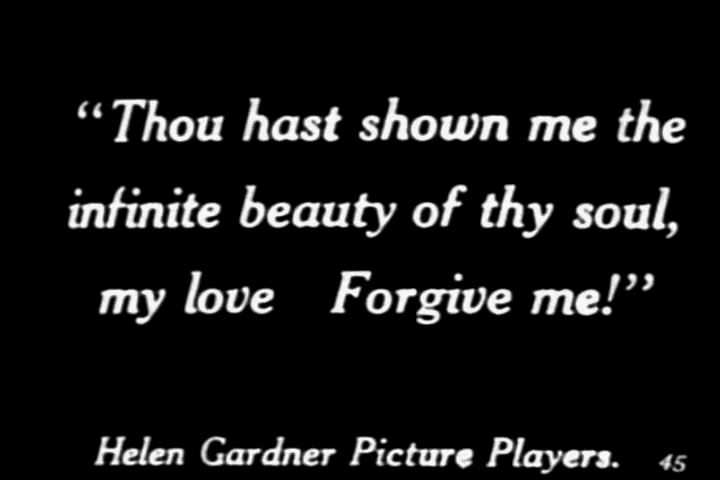 “Thou hast shown me the
infinite beauty of thy soul,
my love Forgive me!”
Helen Gardner Picture Players. 45